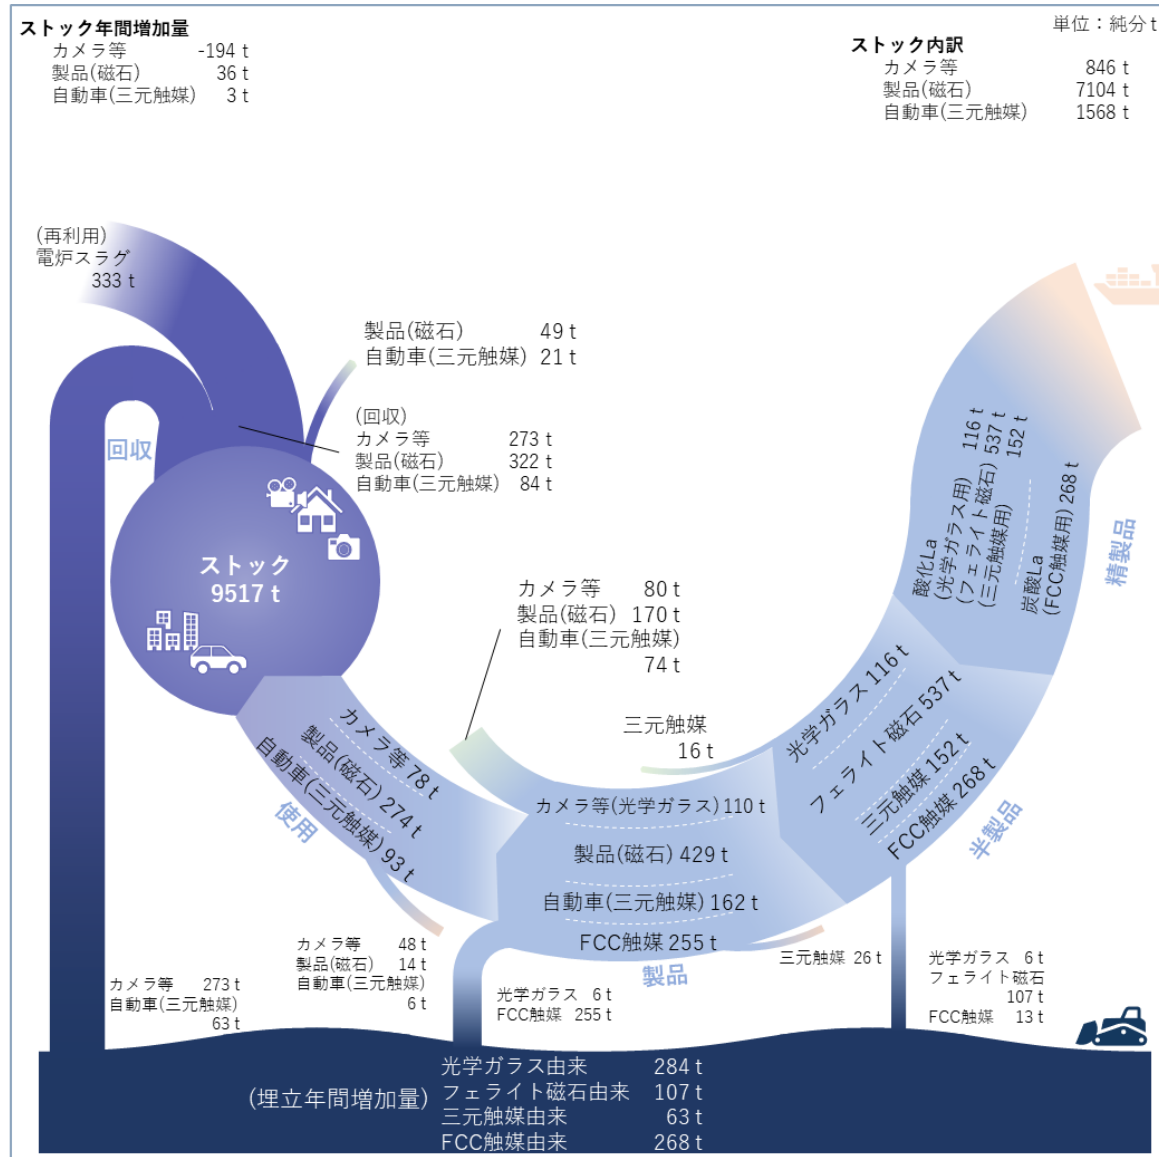 ストック年間増加量
カメラ等 -194 t
製品(磁石) 36 t
自動車(三元触媒) 3 t
単位：純分t
ストック内訳
カメラ等 846 t
製品(磁石) 7104 t
自動車(三元触媒) 1568 t
(再利用)
電炉スラグ
333 t
製品(磁石) 49 t
自動車(三元触媒) 21 t
(回収)
カメラ等 273 t
製品(磁石) 322 t
自動車(三元触媒) 84 t
回収
ストック
9517 t
カメラ等 80 t
製品(磁石) 170 t
自動車(三元触媒)
74 t
酸化La
(光学ガラス用) 116 t
(フェライト磁石) 537 t
(三元触媒用) 152 t
炭酸La
(FCC触媒用) 268 t
精製品
三元触媒
16 t
光学ガラス 116 t
フェライト磁石 537 t
三元触媒 152 t
FCC触媒 268 t
半製品
カメラ等 78 t
製品(磁石) 274 t
自動車(三元触媒) 93 t
使用
カメラ等(光学ガラス) 110 t
製品(磁石) 429 t
自動車(三元触媒) 162 t
FCC触媒 255 t
製品
カメラ等 273 t
自動車(三元触媒)
63 t
カメラ等 48 t
製品(磁石) 14 t
自動車(三元触媒)
6 t
光学ガラス 6 t
FCC触媒 255 t
三元触媒 26 t
光学ガラス 6 t
フェライト磁石
107 t
FCC触媒 13 t
(埋立年間増加量)
光学ガラス由来 284 t
フェライト磁石由来 107 t
三元触媒由来 63 t
FCC触媒由来 268 t